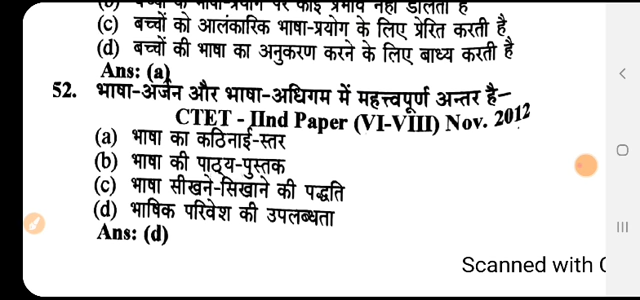 (c) बच्चों को आलंकारिक भाषा-प्रयोग के लिए प्रेरित करती है
(d) बच्चों की भाषा का अनुकरण करने के लिए बाध्य करती है
Ans: (a)
52. भाषा-अर्जन और भाषा-अधिगम में महत्त्वपूर्ण अन्तर है–
CTET - IInd Paper (VI-VIII) Nov. 2012
(a) भाषा का कठिनाई-स्तर
(b) भाषा की पाठ्य-पुस्तक
(c) भाषा सीखने-सिखाने की पद्धति
(d) भाषिक परिवेश की उपलब्धता
Ans: (d)
Scanned with